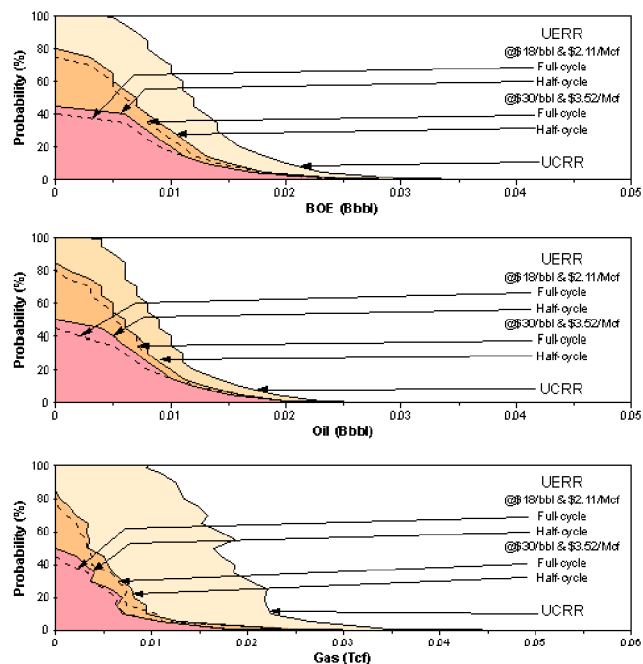 100
80
60
40
20
0
Probability (%)
UERR
@$18/bbl & $2.11/Mcf
Full-cycle
Half-cycle
@$30/bbl & $3.52/Mcf
Full-cycle
Half-cycle
UCRR
0 0.01 0.02 0.03 0.04 0.05
BOE (Bbbl)
100
80
60
40
20
0
Probability (%)
UERR
@$18/bbl & $2.11/Mcf
Full-cycle
Half-cycle
@$30/bbl & $3.52/Mcf
Full-cycle
Half-cycle
UCRR
0 0.01 0.02 0.03 0.04 0.05
Oil (Bbbl)
100
80
60
40
20
0
Probability (%)
UERR
@$18/bbl & $2.11/Mcf
Full-cycle
Half-cycle
@$30/bbl & $3.52/Mcf
Full-cycle
Half-cycle
UCRR
0 0.01 0.02 0.03 0.04 0.05 0.06
Gas (Tcf)